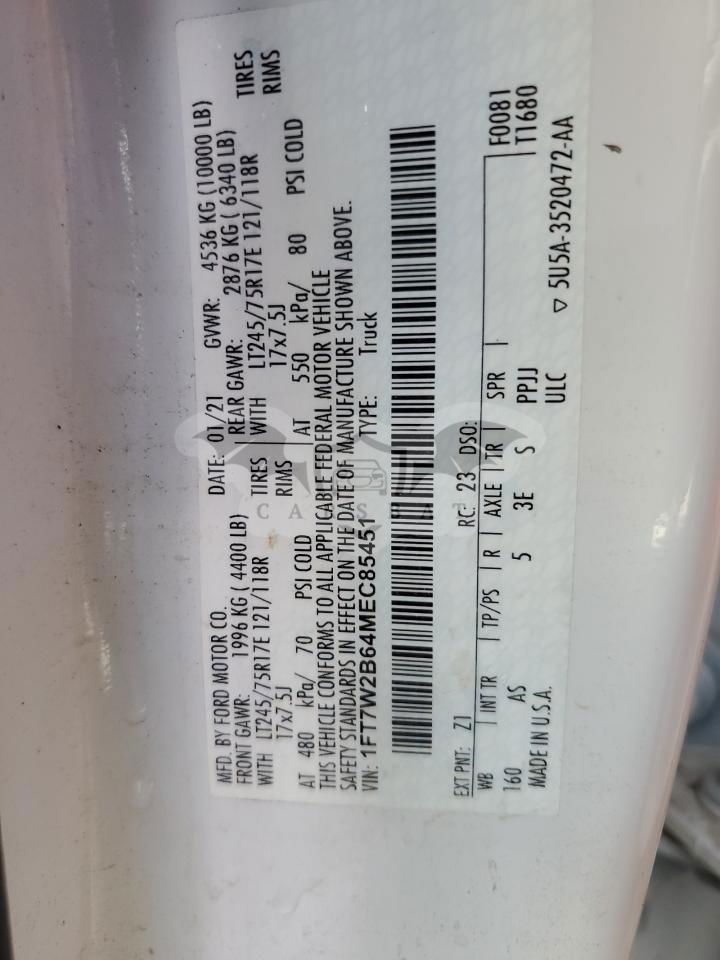 MFD. BY FORD MOTOR CO. DATE: 01/21 GVWR: 4536 KG (10000 LB)
FRONT GAWR: 1996 KG ( 4400 LB) REAR GAWR: 2876 KG ( 6340 LB)
WITH LT245/75R17E 121/118R TIRES WITH LT245/75R17E 121/118R TIRES
17x7.5J RIMS 17x7.5J RIMS
AT 480 kPa/ 70 PSI COLD AT 550 kPa/ 80 PSI COLD
THIS VEHICLE CONFORMS TO ALL APPLICABLE FEDERAL MOTOR VEHICLE
SAFETY STANDARDS IN EFFECT ON THE DATE OF MANUFACTURE SHOWN ABOVE.
VIN: 1FT7W2B64MEC85451 TYPE: Truck
EXT PNT: Z1 RC: 23 DSO:
WB INT TR TP/PS R AXLE TR SPR F0081
160 AS 5 3E S PPJJ T1680
MADE IN U.S.A. ULC ▽ 5U5A-3520472-AA